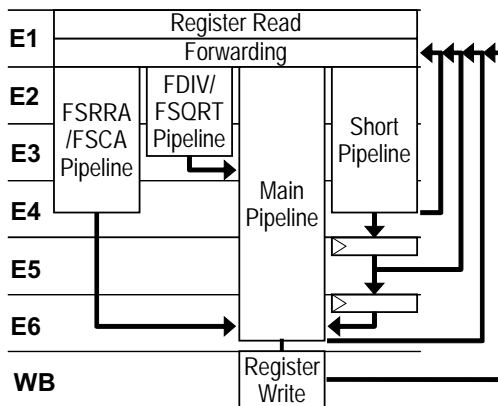 E1
Register Read
Forwarding
E2
FSRRA
/FSCA
Pipeline
FDIV/
FSQRT
Pipeline
Main
Pipeline
Short
Pipeline
E3
E4
E5
E6
WB
Register
Write